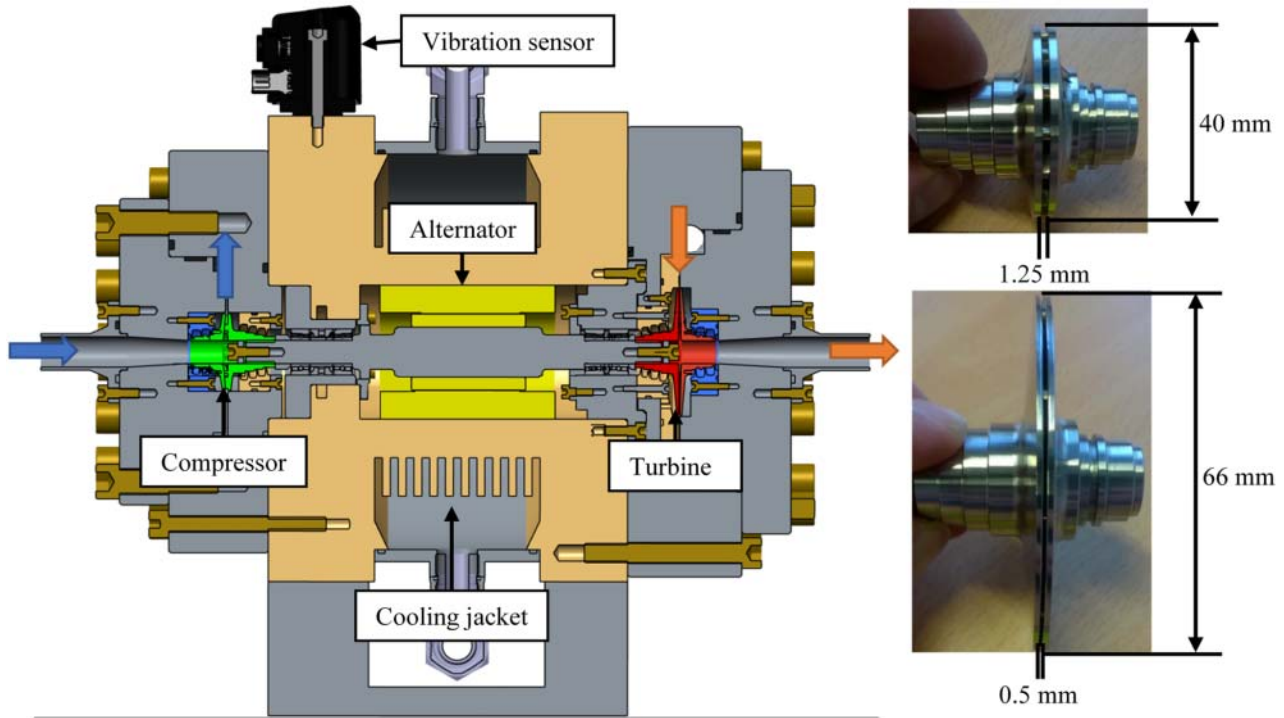 Vibration sensor
Alternator
Compressor
Turbine
Cooling jacket
40 mm
1.25 mm
66 mm
0.5 mm